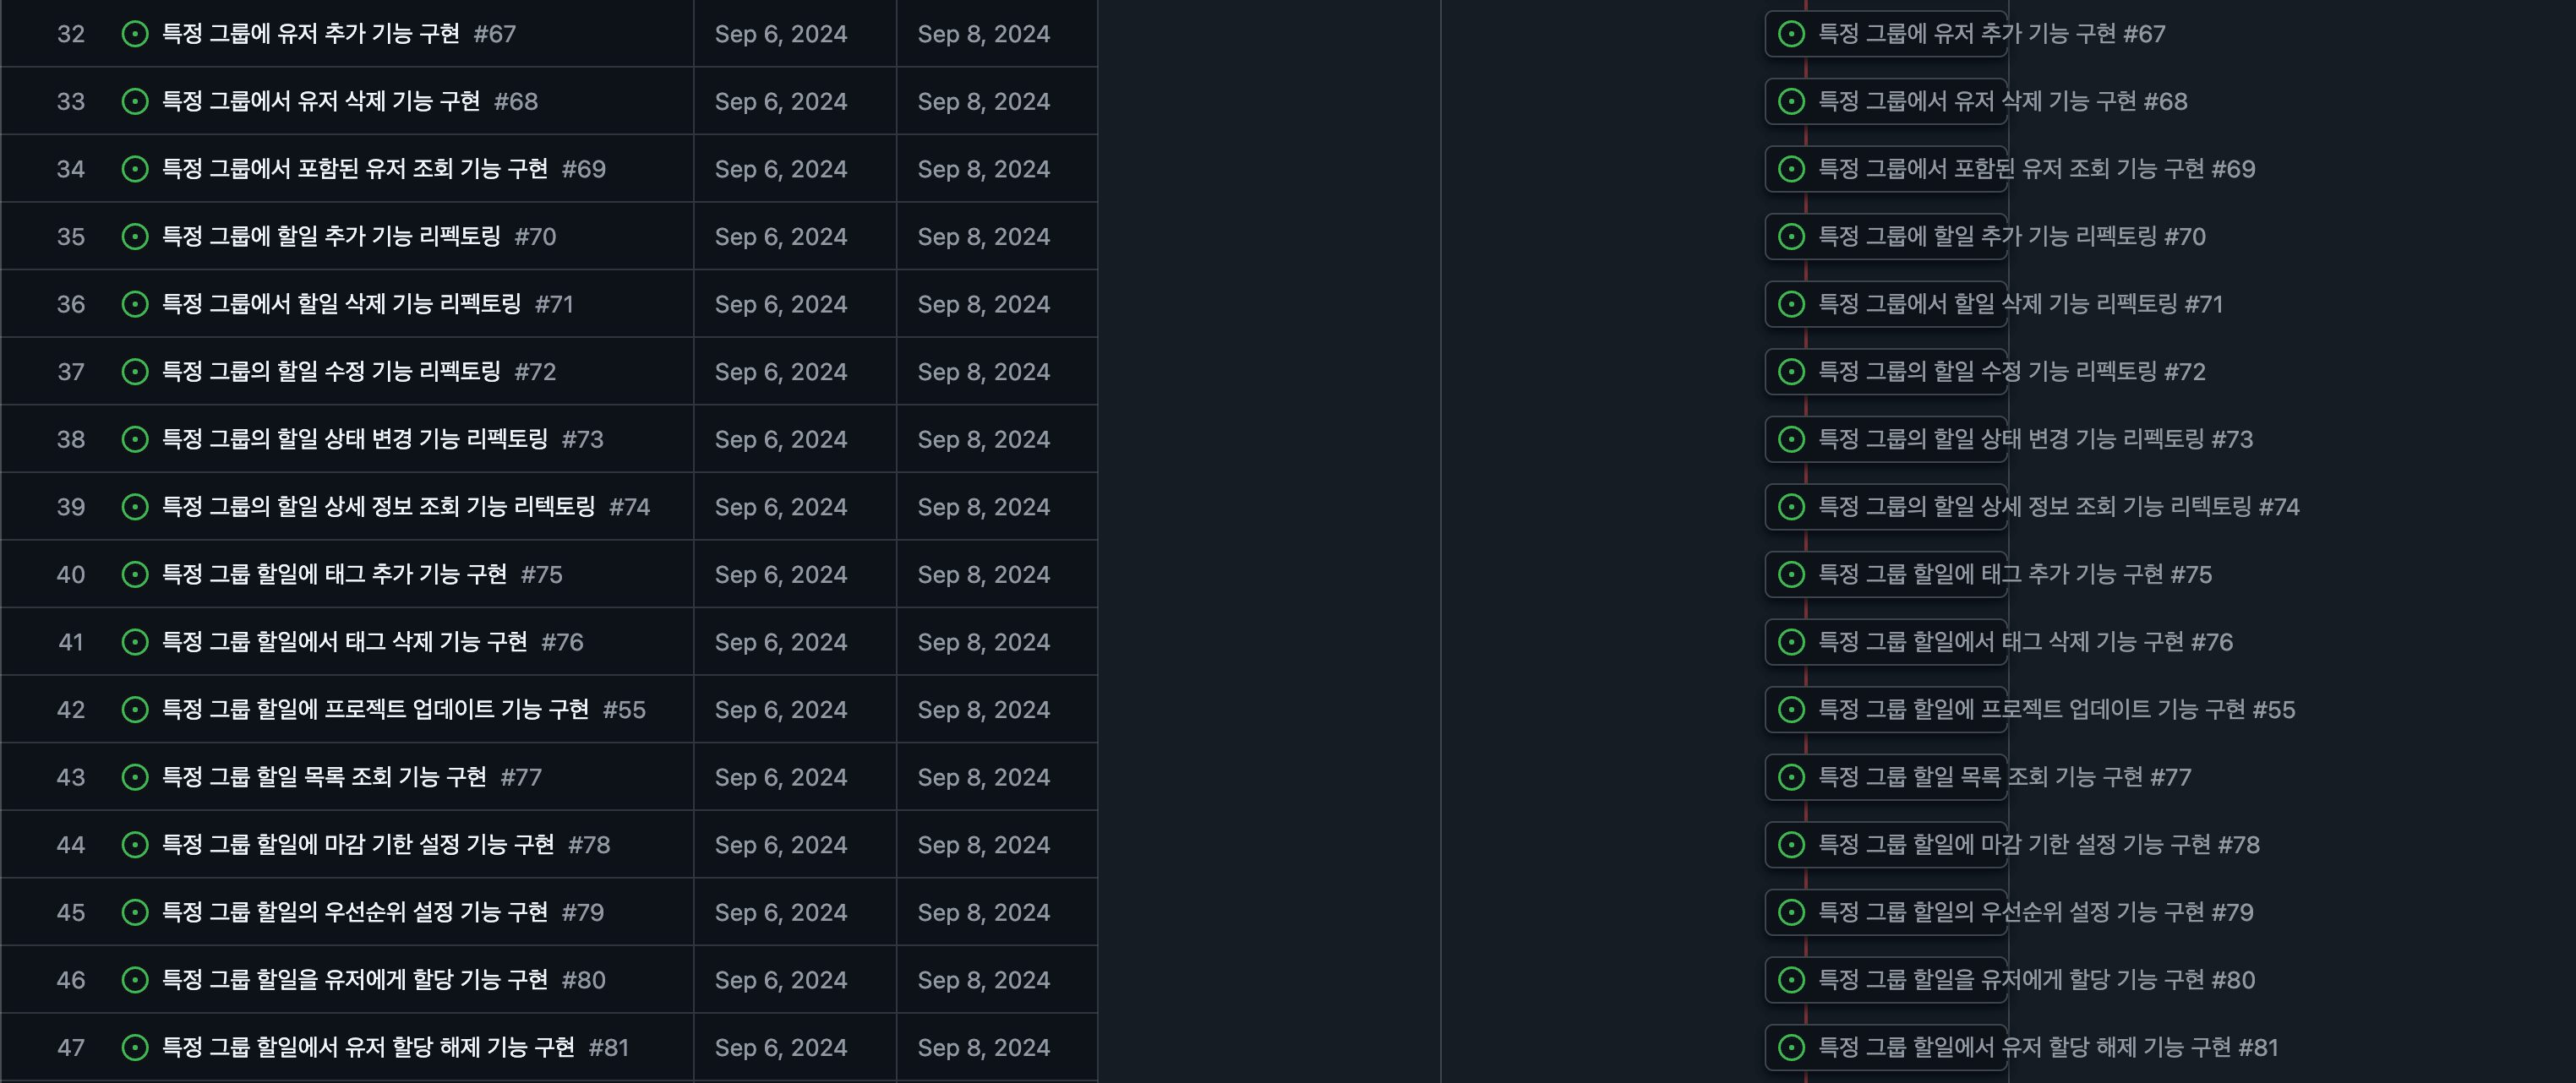 32 특정 그룹에 유저 추가 기능 구현 #67 Sep 6, 2024 Sep 8, 2024 특정 그룹에 유저 추가 기능 구현 #67
33 특정 그룹에서 유저 삭제 기능 구현 #68 Sep 6, 2024 Sep 8, 2024 특정 그룹에서 유저 삭제 기능 구현 #68
34 특정 그룹에서 포함된 유저 조회 기능 구현 #69 Sep 6, 2024 Sep 8, 2024 특정 그룹에서 포함된 유저 조회 기능 구현 #69
35 특정 그룹에 할일 추가 기능 리펙토링 #70 Sep 6, 2024 Sep 8, 2024 특정 그룹에 할일 추가 기능 리펙토링 #70
36 특정 그룹에서 할일 삭제 기능 리펙토링 #71 Sep 6, 2024 Sep 8, 2024 특정 그룹에서 할일 삭제 기능 리펙토링 #71
37 특정 그룹의 할일 수정 기능 리펙토링 #72 Sep 6, 2024 Sep 8, 2024 특정 그룹의 할일 수정 기능 리펙토링 #72
38 특정 그룹의 할일 상태 변경 기능 리펙토링 #73 Sep 6, 2024 Sep 8, 2024 특정 그룹의 할일 상태 변경 기능 리펙토링 #73
39 특정 그룹의 할일 상세 정보 조회 기능 리텍토링 #74 Sep 6, 2024 Sep 8, 2024 특정 그룹의 할일 상세 정보 조회 기능 리텍토링 #74
40 특정 그룹 할일에 태그 추가 기능 구현 #75 Sep 6, 2024 Sep 8, 2024 특정 그룹 할일에 태그 추가 기능 구현 #75
41 특정 그룹 할일에서 태그 삭제 기능 구현 #76 Sep 6, 2024 Sep 8, 2024 특정 그룹 할일에서 태그 삭제 기능 구현 #76
42 특정 그룹 할일에 프로젝트 업데이트 기능 구현 #55 Sep 6, 2024 Sep 8, 2024 특정 그룹 할일에 프로젝트 업데이트 기능 구현 #55
43 특정 그룹 할일 목록 조회 기능 구현 #77 Sep 6, 2024 Sep 8, 2024 특정 그룹 할일 목록 조회 기능 구현 #77
44 특정 그룹 할일에 마감 기한 설정 기능 구현 #78 Sep 6, 2024 Sep 8, 2024 특정 그룹 할일에 마감 기한 설정 기능 구현 #78
45 특정 그룹 할일의 우선순위 설정 기능 구현 #79 Sep 6, 2024 Sep 8, 2024 특정 그룹 할일의 우선순위 설정 기능 구현 #79
46 특정 그룹 할일을 유저에게 할당 기능 구현 #80 Sep 6, 2024 Sep 8, 2024 특정 그룹 할일을 유저에게 할당 기능 구현 #80
47 특정 그룹 할일에서 유저 할당 해제 기능 구현 #81 Sep 6, 2024 Sep 8, 2024 특정 그룹 할일에서 유저 할당 해제 기능 구현 #81